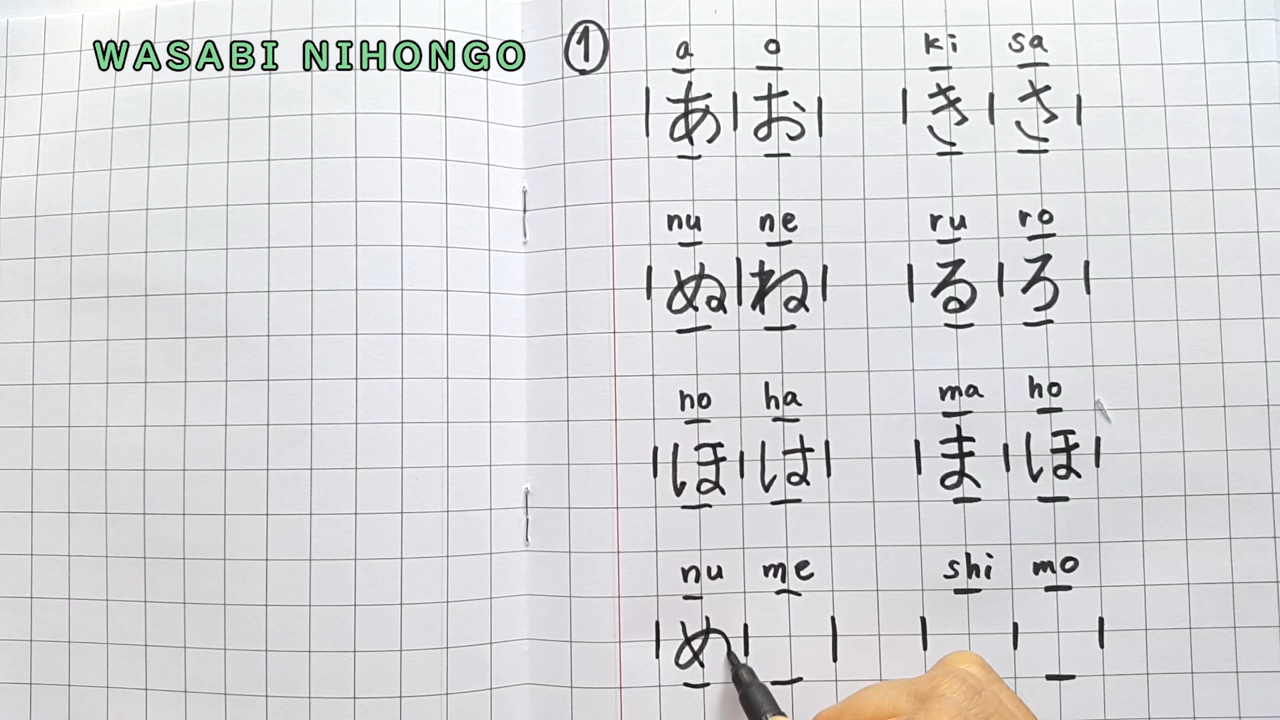 WASABI NIHONGO
① a o ki sa
あ お き さ
nu ne ru ro
ぬ ね る ろ
ho ha ma ho
ほ は ま ほ
nu me shi mo
め